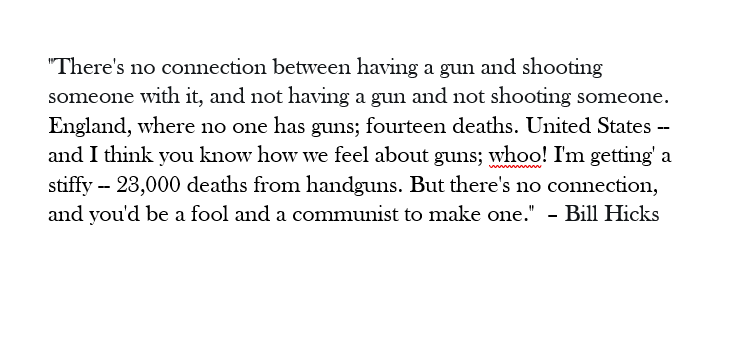 "There's no connection between having a gun and shooting
someone with it, and not having a gun and not shooting someone.
England, where no one has guns; fourteen deaths. United States --
and I think you know how we feel about guns; whoo! I'm getting' a
stiffy -- 23,000 deaths from handguns. But there's no connection,
and you'd be a fool and a communist to make one."  – Bill Hicks